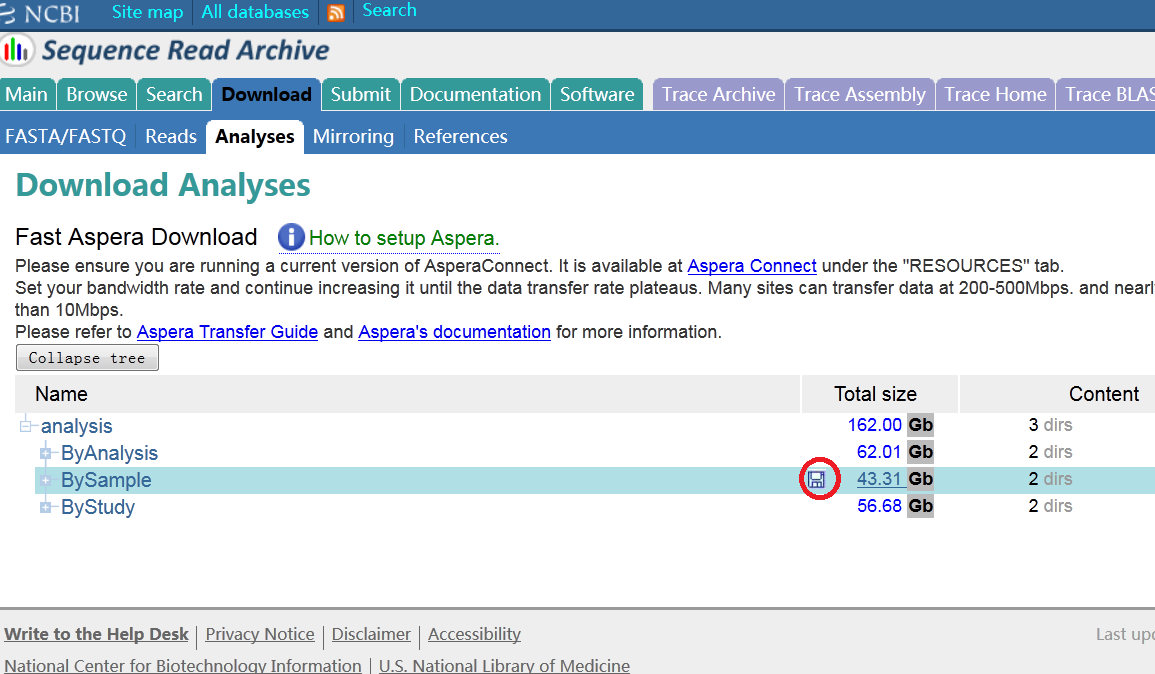 NCBI Site map All databases Search
Sequence Read Archive
Main Browse Search Download Submit Documentation Software Trace Archive Trace Assembly Trace Home Trace BLAS
FASTA/FASTQ Reads Analyses Mirroring References
Download Analyses
Fast Aspera Download How to setup Aspera.
Please ensure you are running a current version of AsperaConnect. It is available at Aspera Connect under the "RESOURCES" tab.
Set your bandwidth rate and continue increasing it until the data transfer rate plateaus. Many sites can transfer data at 200-500Mbps. and nearl
than 10Mbps.
Please refer to Aspera Transfer Guide and Aspera's documentation for more information.
Collapse tree
Name Total size Content
analysis 162.00 Gb 3 dirs
ByAnalysis 62.01 Gb 2 dirs
BySample 43.31 Gb 2 dirs
ByStudy 56.68 Gb 2 dirs
Write to the Help Desk | Privacy Notice | Disclaimer | Accessibility Last upd
National Center for Biotechnology Information | U.S. National Library of Medicine